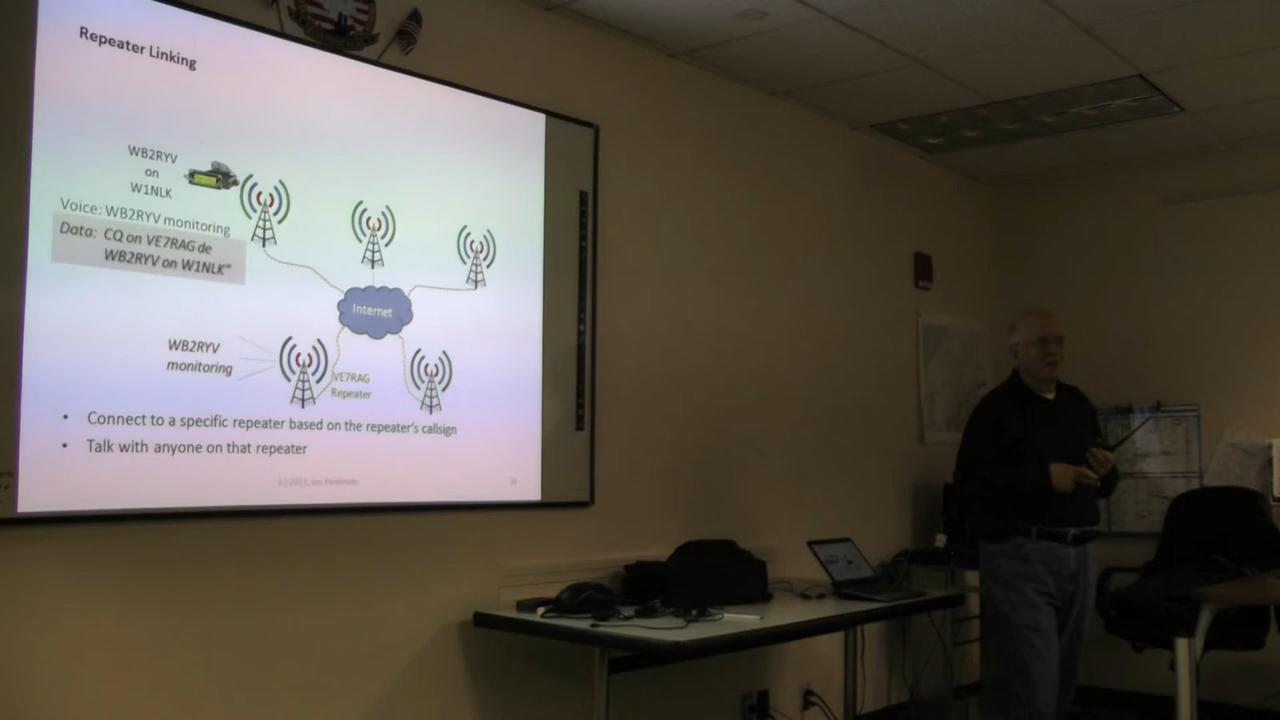 Repeater Linking
WB2RYV
on
W1NLK
Voice: WB2RYV monitoring
Data: CQ on VE7RAG de
WB2RYV on W1NLK"
Internet
WB2RYV
monitoring
VE7RAG
Repeater
• Connect to a specific repeater based on the repeater's callsign
• Talk with anyone on that repeater